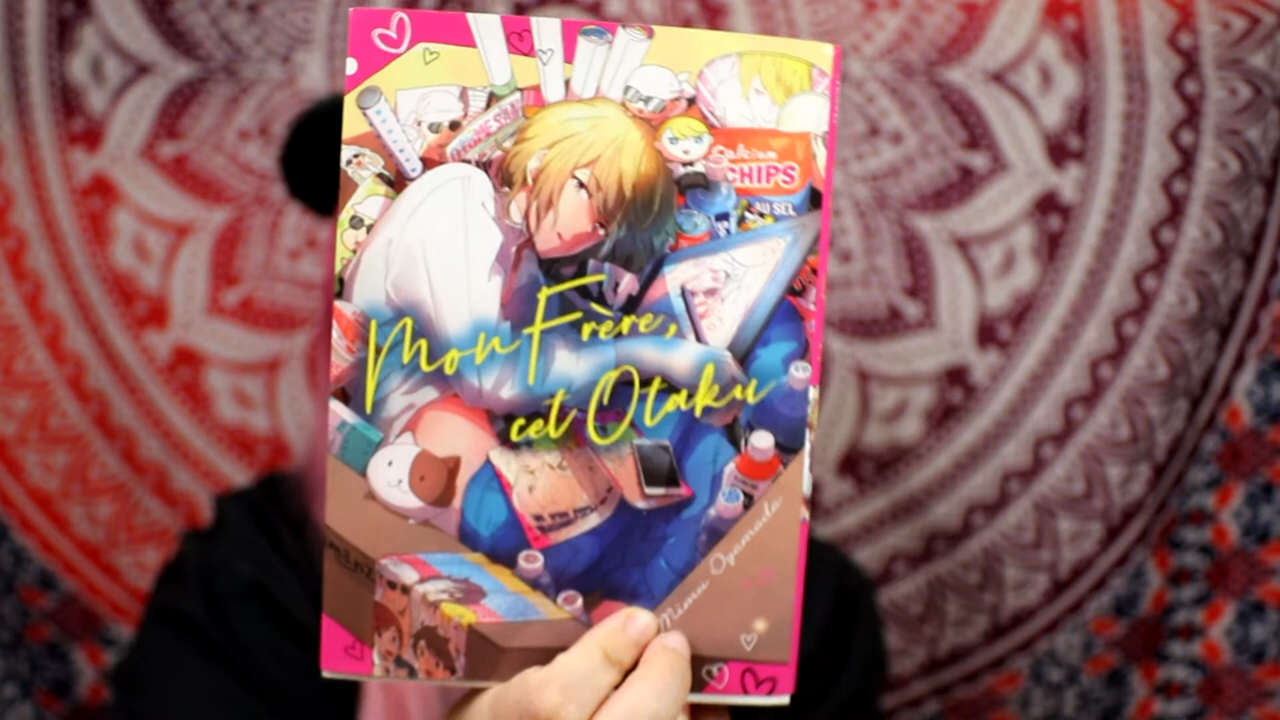 CHIPS
AU SEL
Mon Frère,
cet Otaku
Mimu Oyamada